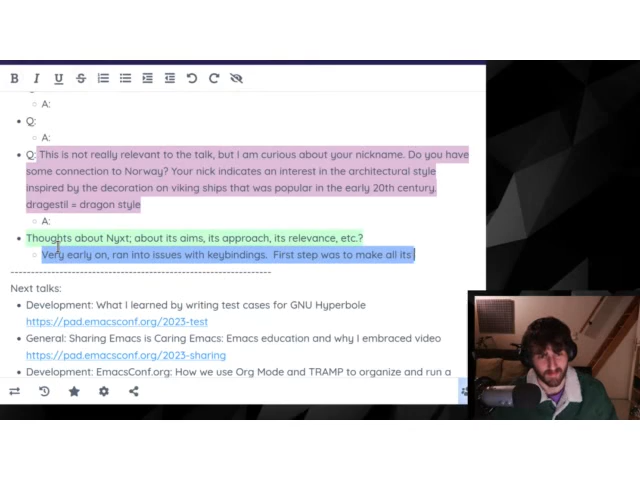 B I U S
A:
Q:
A:
Q: This is not really relevant to the talk, but I am curious about your nickname. Do you have
some connection to Norway? Your nick indicates an interest in the architectural style
inspired by the decoration on viking ships that was popular in the early 20th century.
dragestil = dragon style
A:
Thoughts about Nyxt; about its aims, its approach, its relevance, etc.?
Very early on, ran into issues with keybindings.  First step was to make all its
--------------------------------------------------------------
Next talks:
Development: What I learned by writing test cases for GNU Hyperbole
https://pad.emacsconf.org/2023-test
General: Sharing Emacs is Caring Emacs: Emacs education and why I embraced video
https://pad.emacsconf.org/2023-sharing
Development: EmacsConf.org: How we use Org Mode and TRAMP to organize and run a